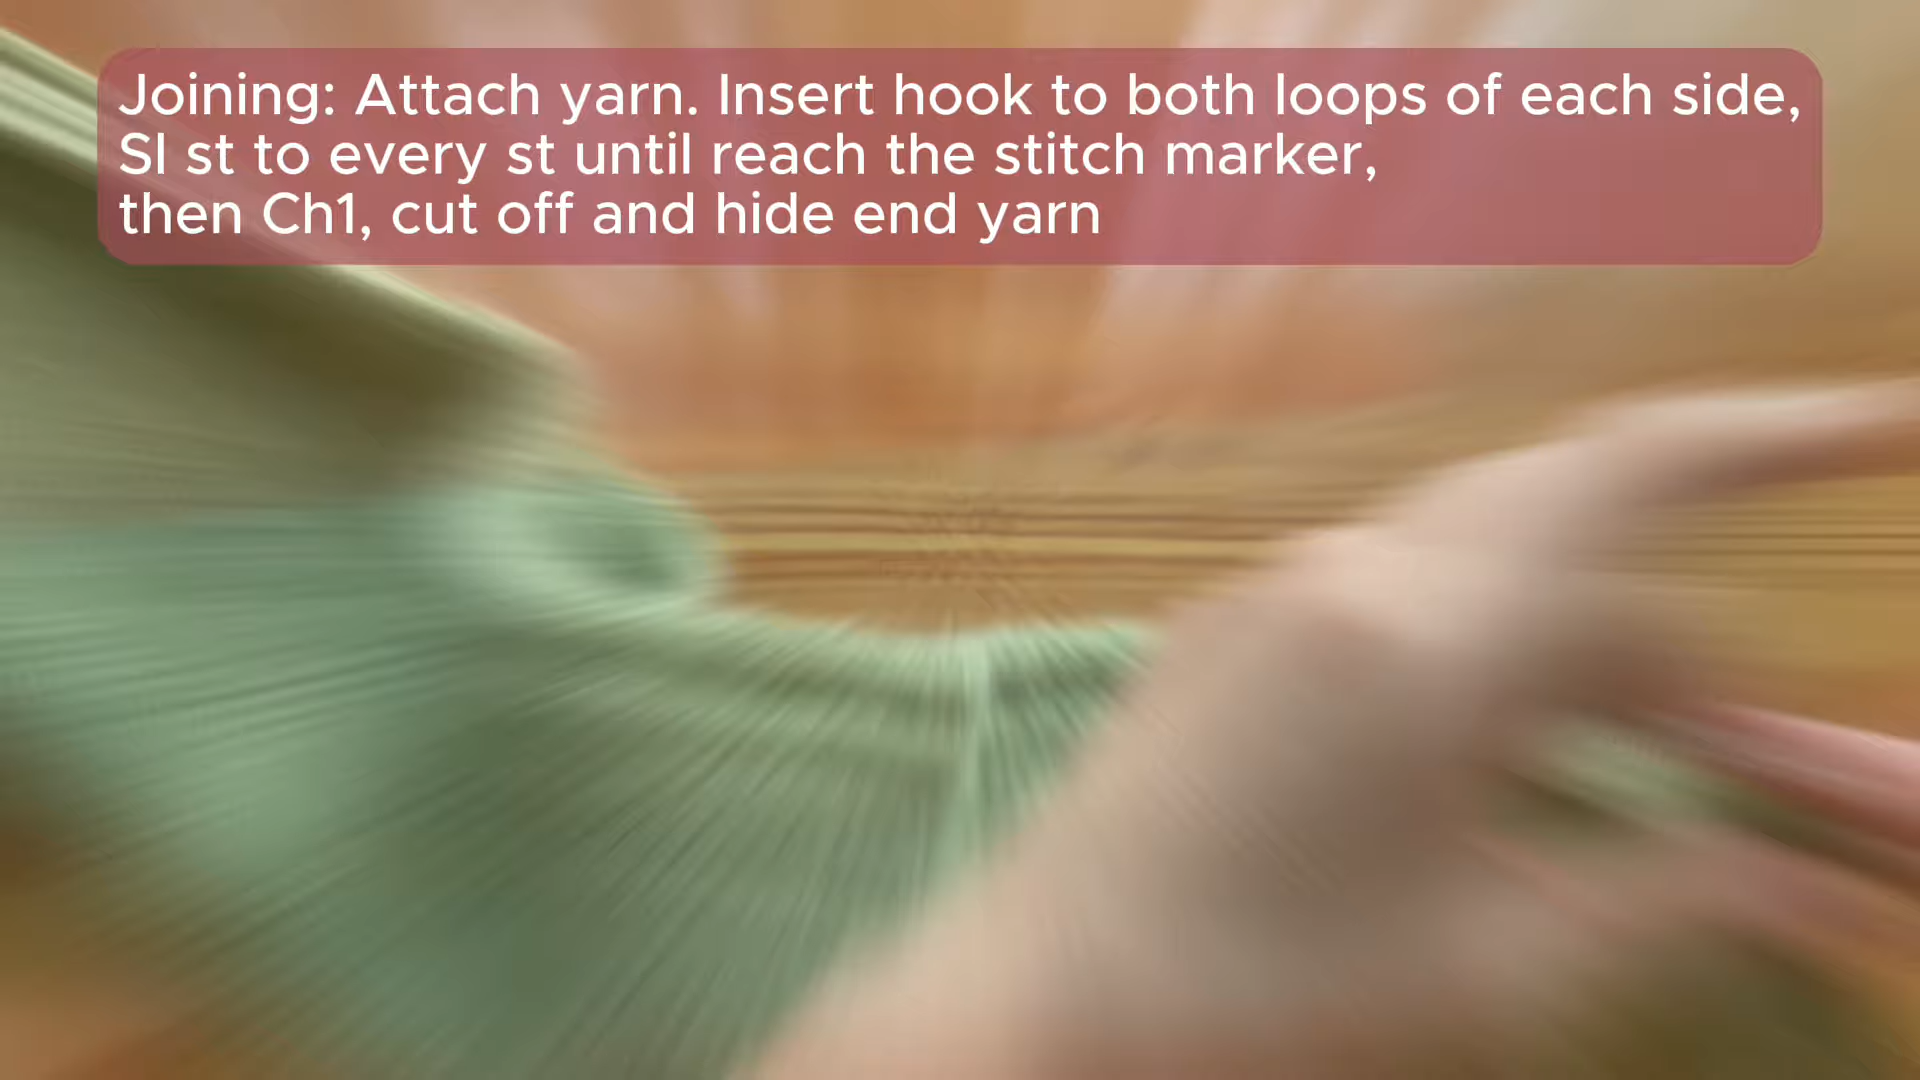 Joining: Attach yarn. Insert hook to both loops of each side,
Sl st to every st until reach the stitch marker,
then Ch1, cut off and hide end yarn